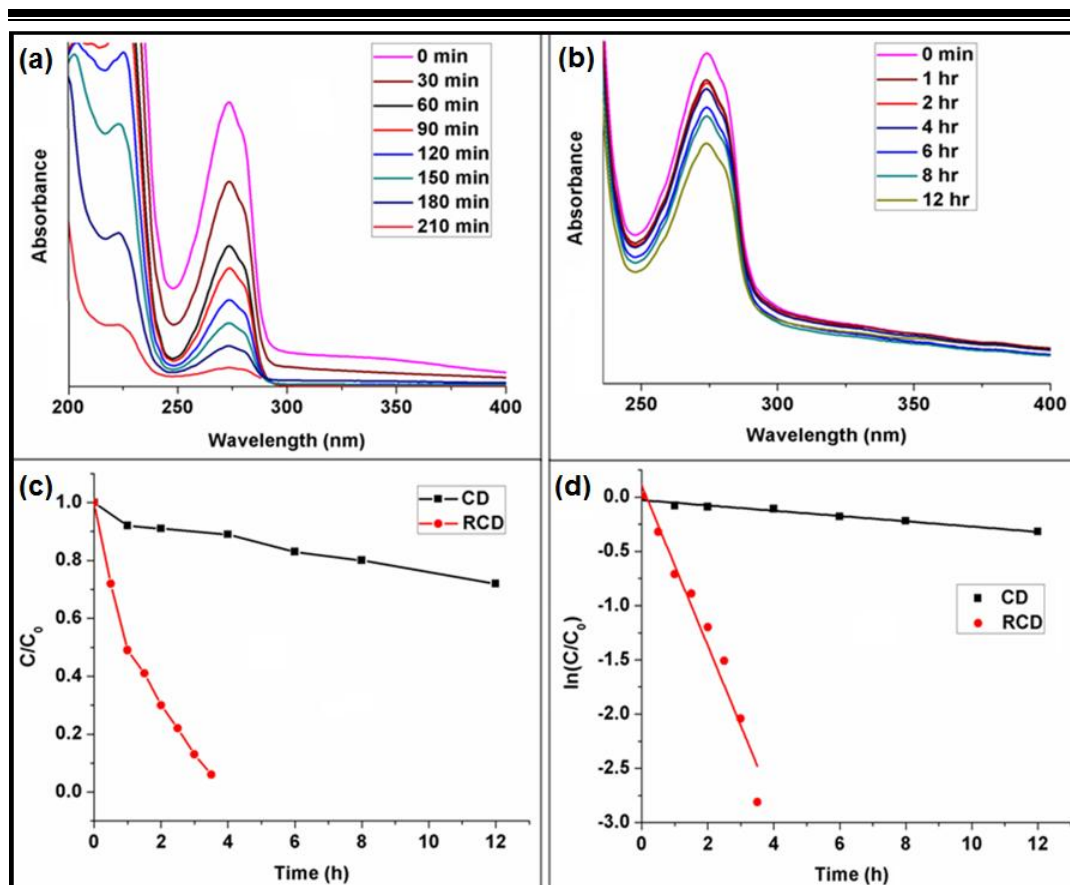 (a)
0 min
30 min
60 min
90 min
120 min
150 min
180 min
210 min
Absorbance
200 250 300 350 400
Wavelength (nm)
(b)
0 min
1 hr
2 hr
4 hr
6 hr
8 hr
12 hr
Absorbance
250 300 350 400
Wavelength (nm)
(c)
CD
RCD
1.0
0.8
0.6
0.4
0.2
0.0
C/C0
0 2 4 6 8 10 12
Time (h)
(d)
0.0
-0.5
-1.0
-1.5
-2.0
-2.5
-3.0
CD
RCD
ln(C/C0)
0 2 4 6 8 10 12
Time (h)